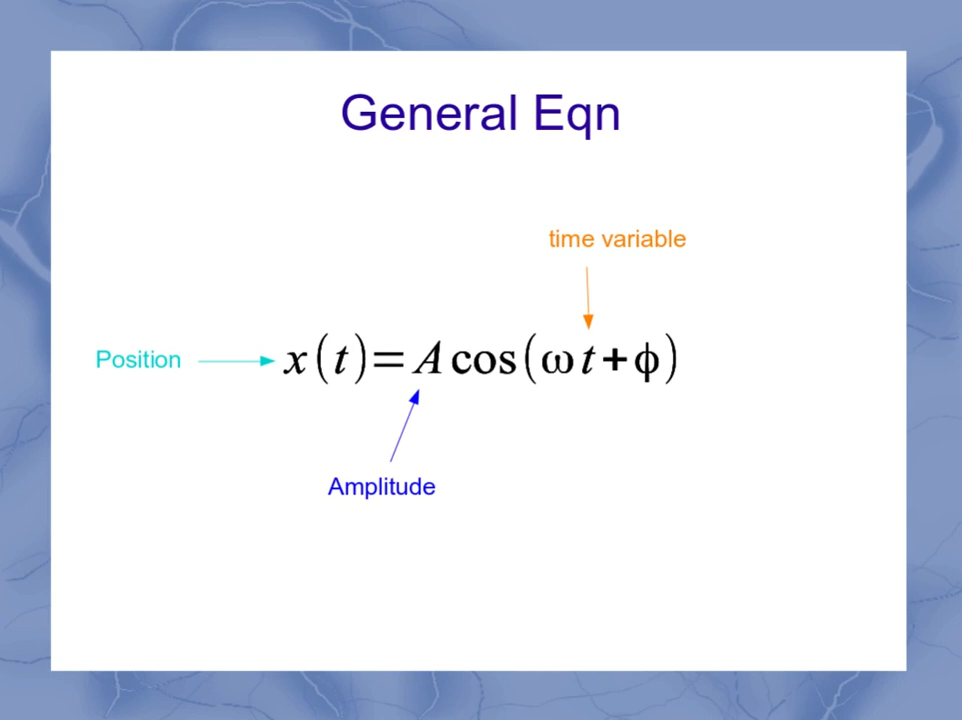 General Eqn
time variable
Position
x(t)=A cos(ωt+ϕ)
Amplitude